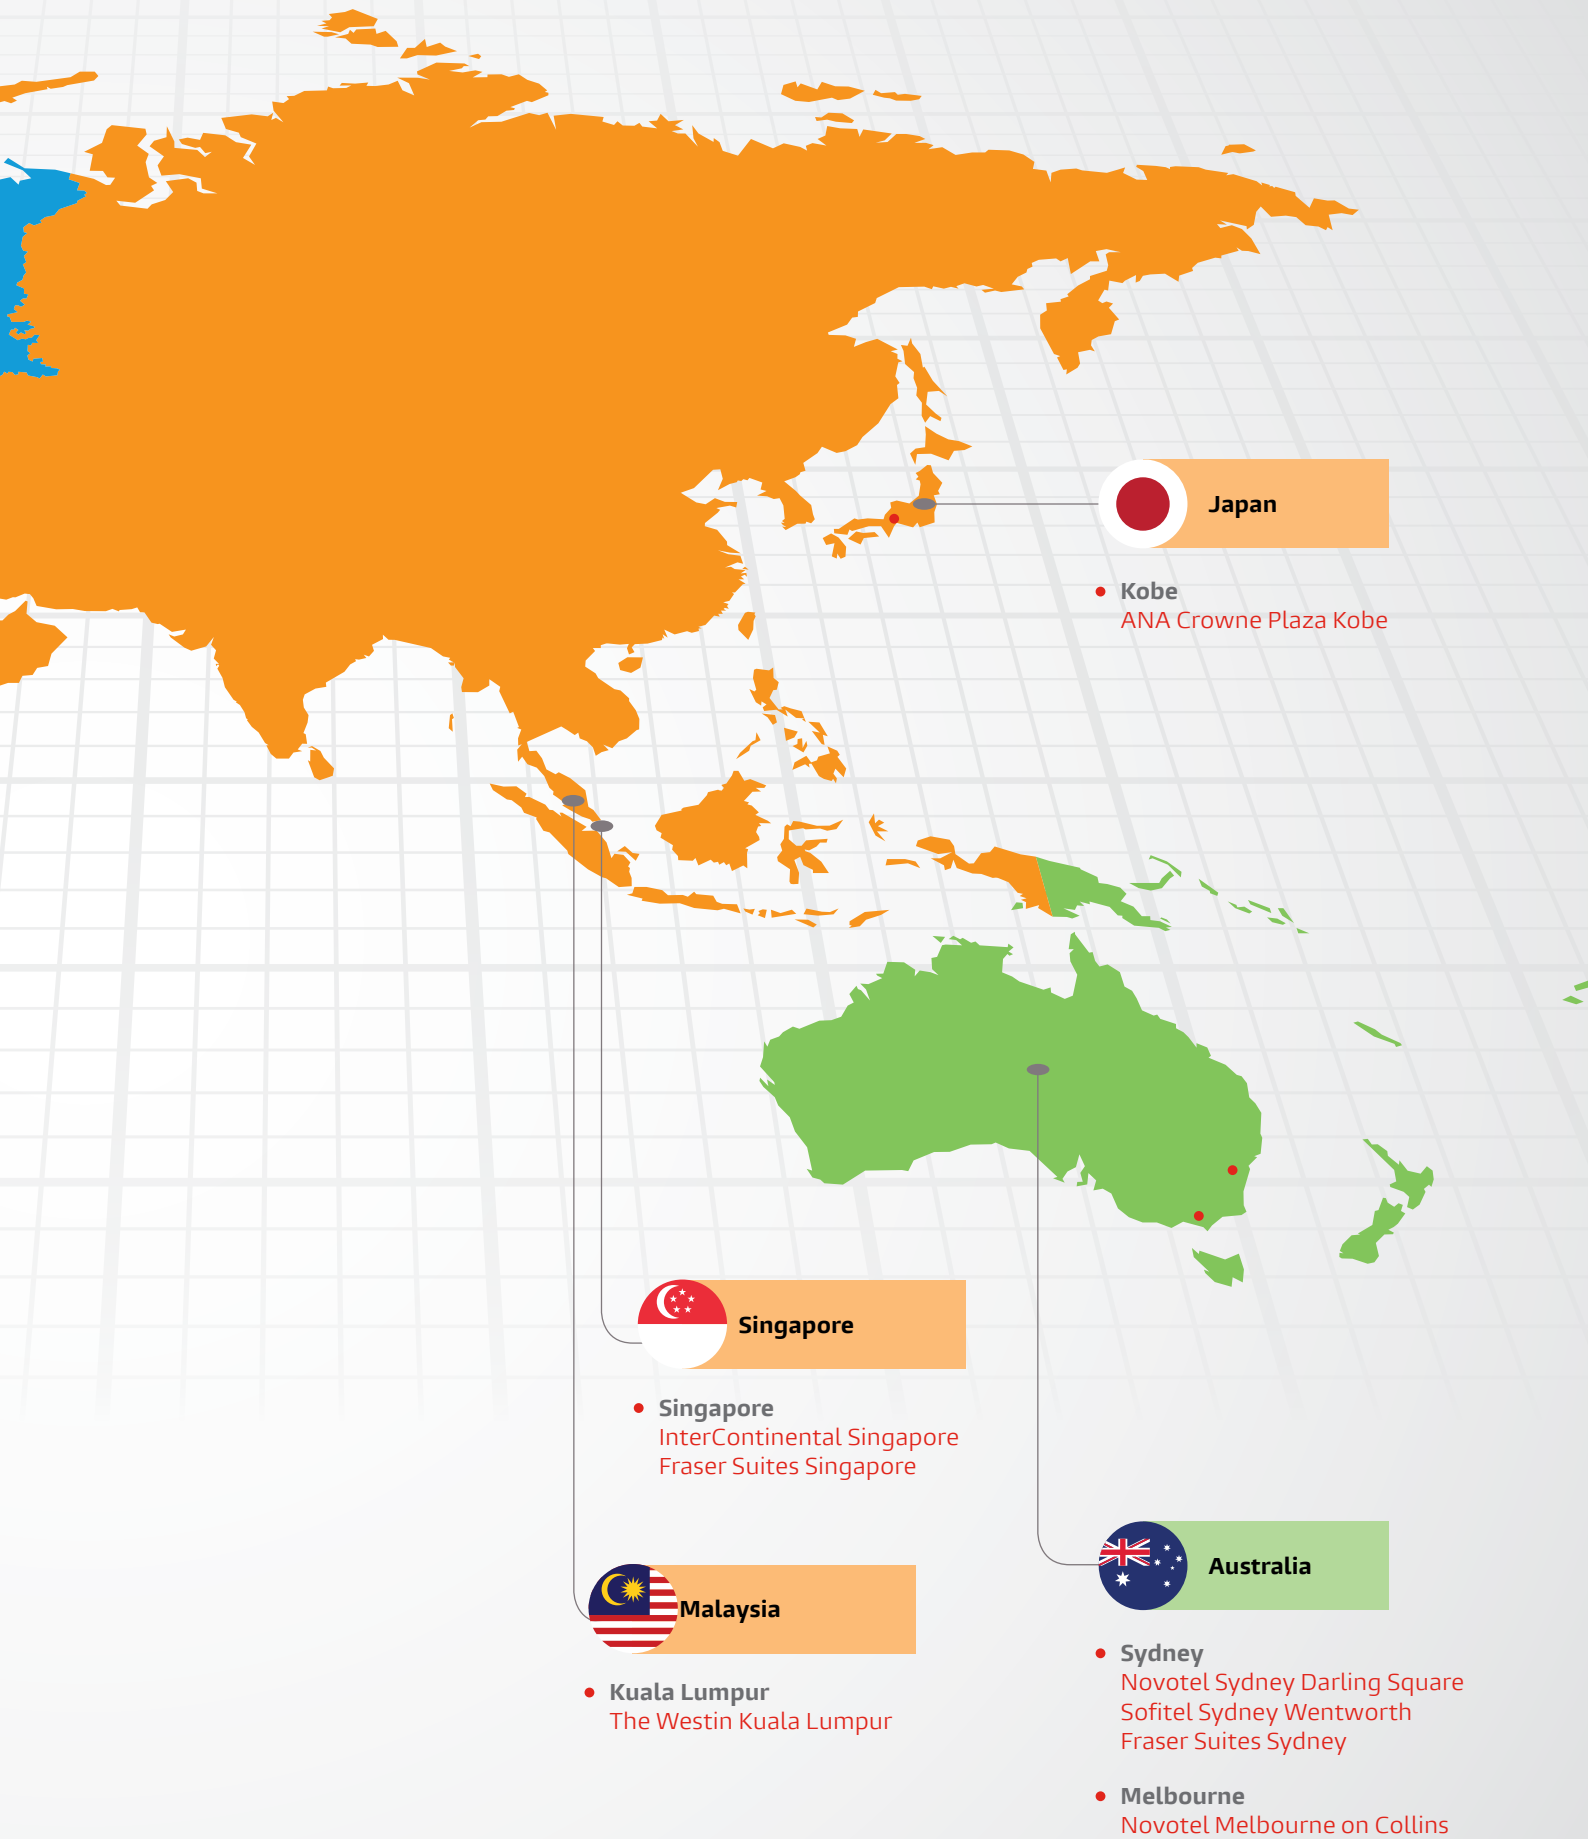 Japan
Kobe
ANA Crowne Plaza Kobe
Singapore
Singapore
InterContinental Singapore
Fraser Suites Singapore
Malaysia
Kuala Lumpur
The Westin Kuala Lumpur
Australia
Sydney
Novotel Sydney Darling Square
Sofitel Sydney Wentworth
Fraser Suites Sydney
Melbourne
Novotel Melbourne on Collins